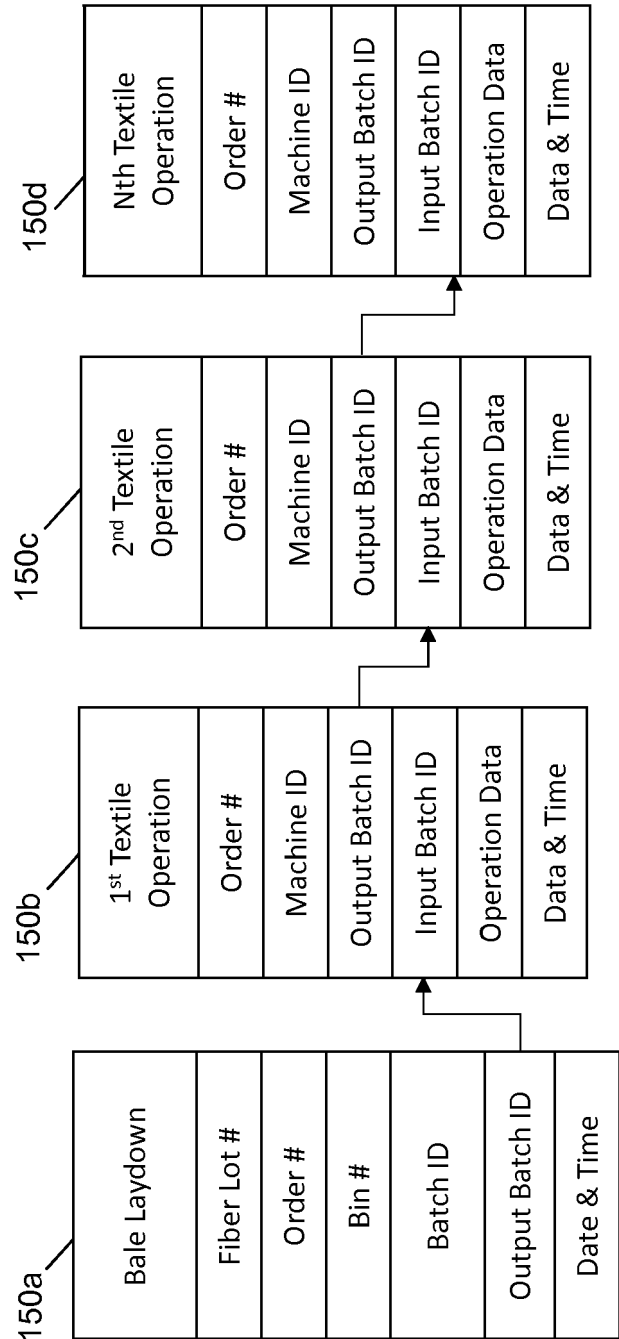 150a
Bale Laydown
Fiber Lot #
Order #
Bin #
Batch ID
Output Batch ID
Date & Time
150b
1st Textile
Operation
Order #
Machine ID
Output Batch ID
Input Batch ID
Operation Data
Data & Time
150c
2nd Textile
Operation
Order #
Machine ID
Output Batch ID
Input Batch ID
Operation Data
Data & Time
150d
Nth Textile
Operation
Order #
Machine ID
Output Batch ID
Input Batch ID
Operation Data
Data & Time